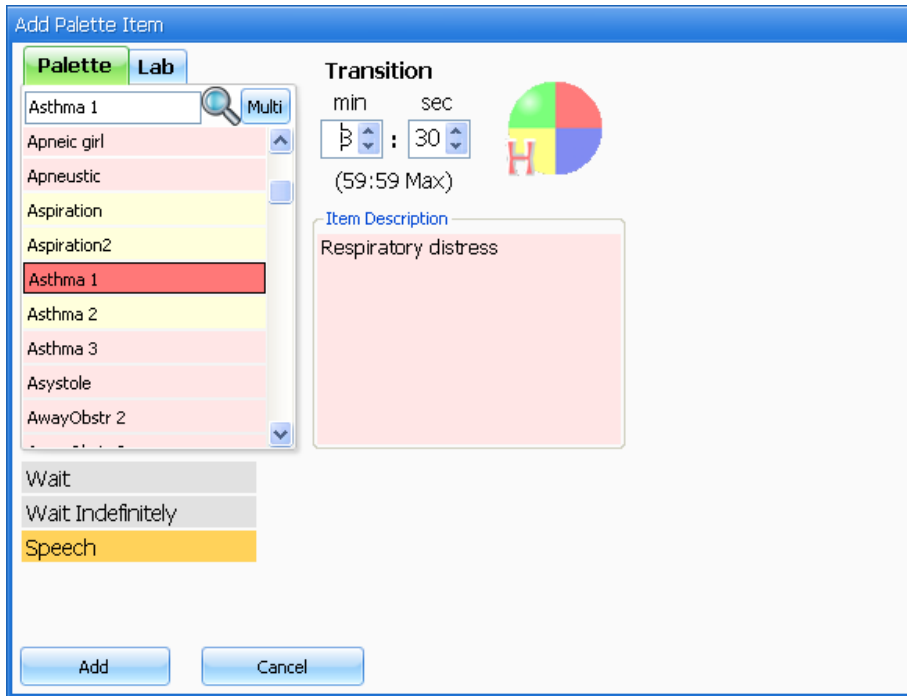 Add Palette Item
Palette Lab
Asthma 1 Multi
Apneic girl
Apneustic
Aspiration
Aspiration2
Asthma 1
Asthma 2
Asthma 3
Asystole
AwayObstr 2
Wait
Wait Indefinitely
Speech
Add Cancel
Transition
min sec
3 : 30
(59:59 Max)
H
Item Description
Respiratory distress